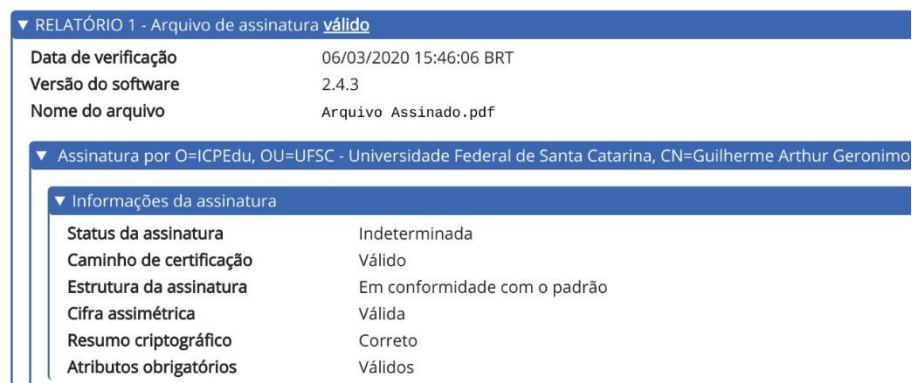 ▼ RELATÓRIO 1 - Arquivo de assinatura válido
Data de verificação 06/03/2020 15:46:06 BRT
Versão do software 2.4.3
Nome do arquivo Arquivo Assinado.pdf
▼ Assinatura por O=ICPEdu, OU=UFSC - Universidade Federal de Santa Catarina, CN=Guilherme Arthur Geronimo
▼ Informações da assinatura
Status da assinatura Indeterminada
Caminho de certificação Válido
Estrutura da assinatura Em conformidade com o padrão
Cifra assimétrica Válida
Resumo criptográfico Correto
Atributos obrigatórios Válidos